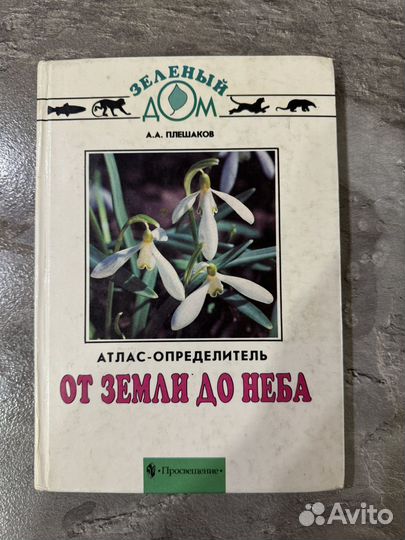 ЗЕЛЕНЫЙ
ДОМ
А.А. ПЛЕШАКОВ
АТЛАС-ОПРЕДЕЛИТЕЛЬ
ОТ ЗЕМЛИ ДО НЕБА
• Просвещение •
Avito